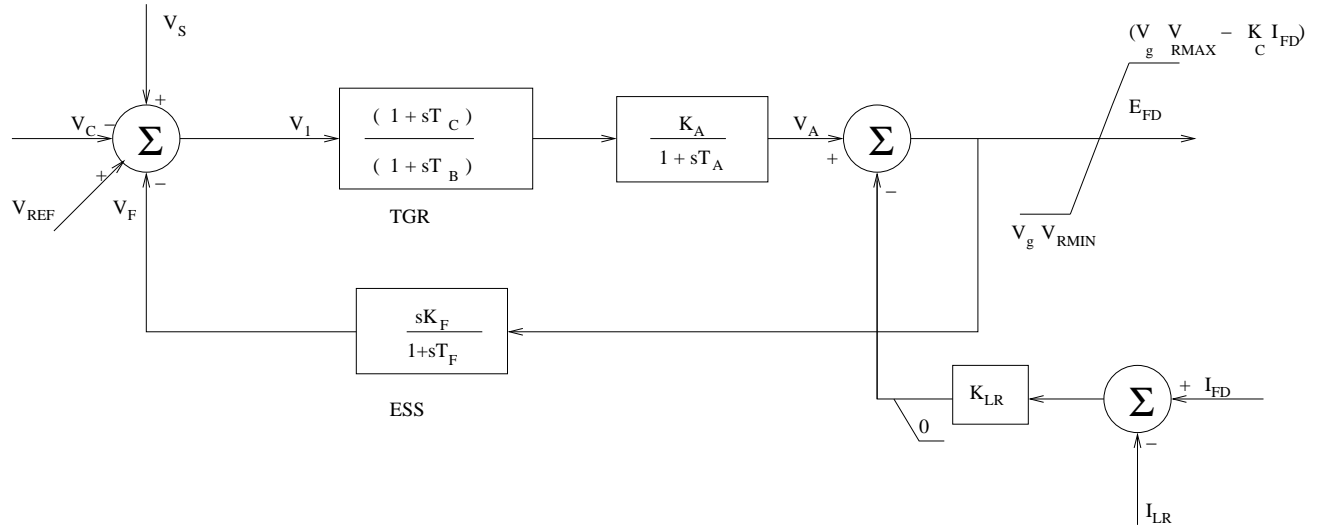 V_S
(V_g V_RMAX − K_C I_FD)
E_FD
V_C
−
+
Σ
V_1
( 1 + sT_C )
( 1 + sT_B )
K_A
1 + sT_A
V_A
+
Σ
−
+
−
V_REF
V_F
TGR
V_g V_RMIN
sK_F
1+sT_F
ESS
K_LR
0
Σ
+ I_FD
−
I_LR